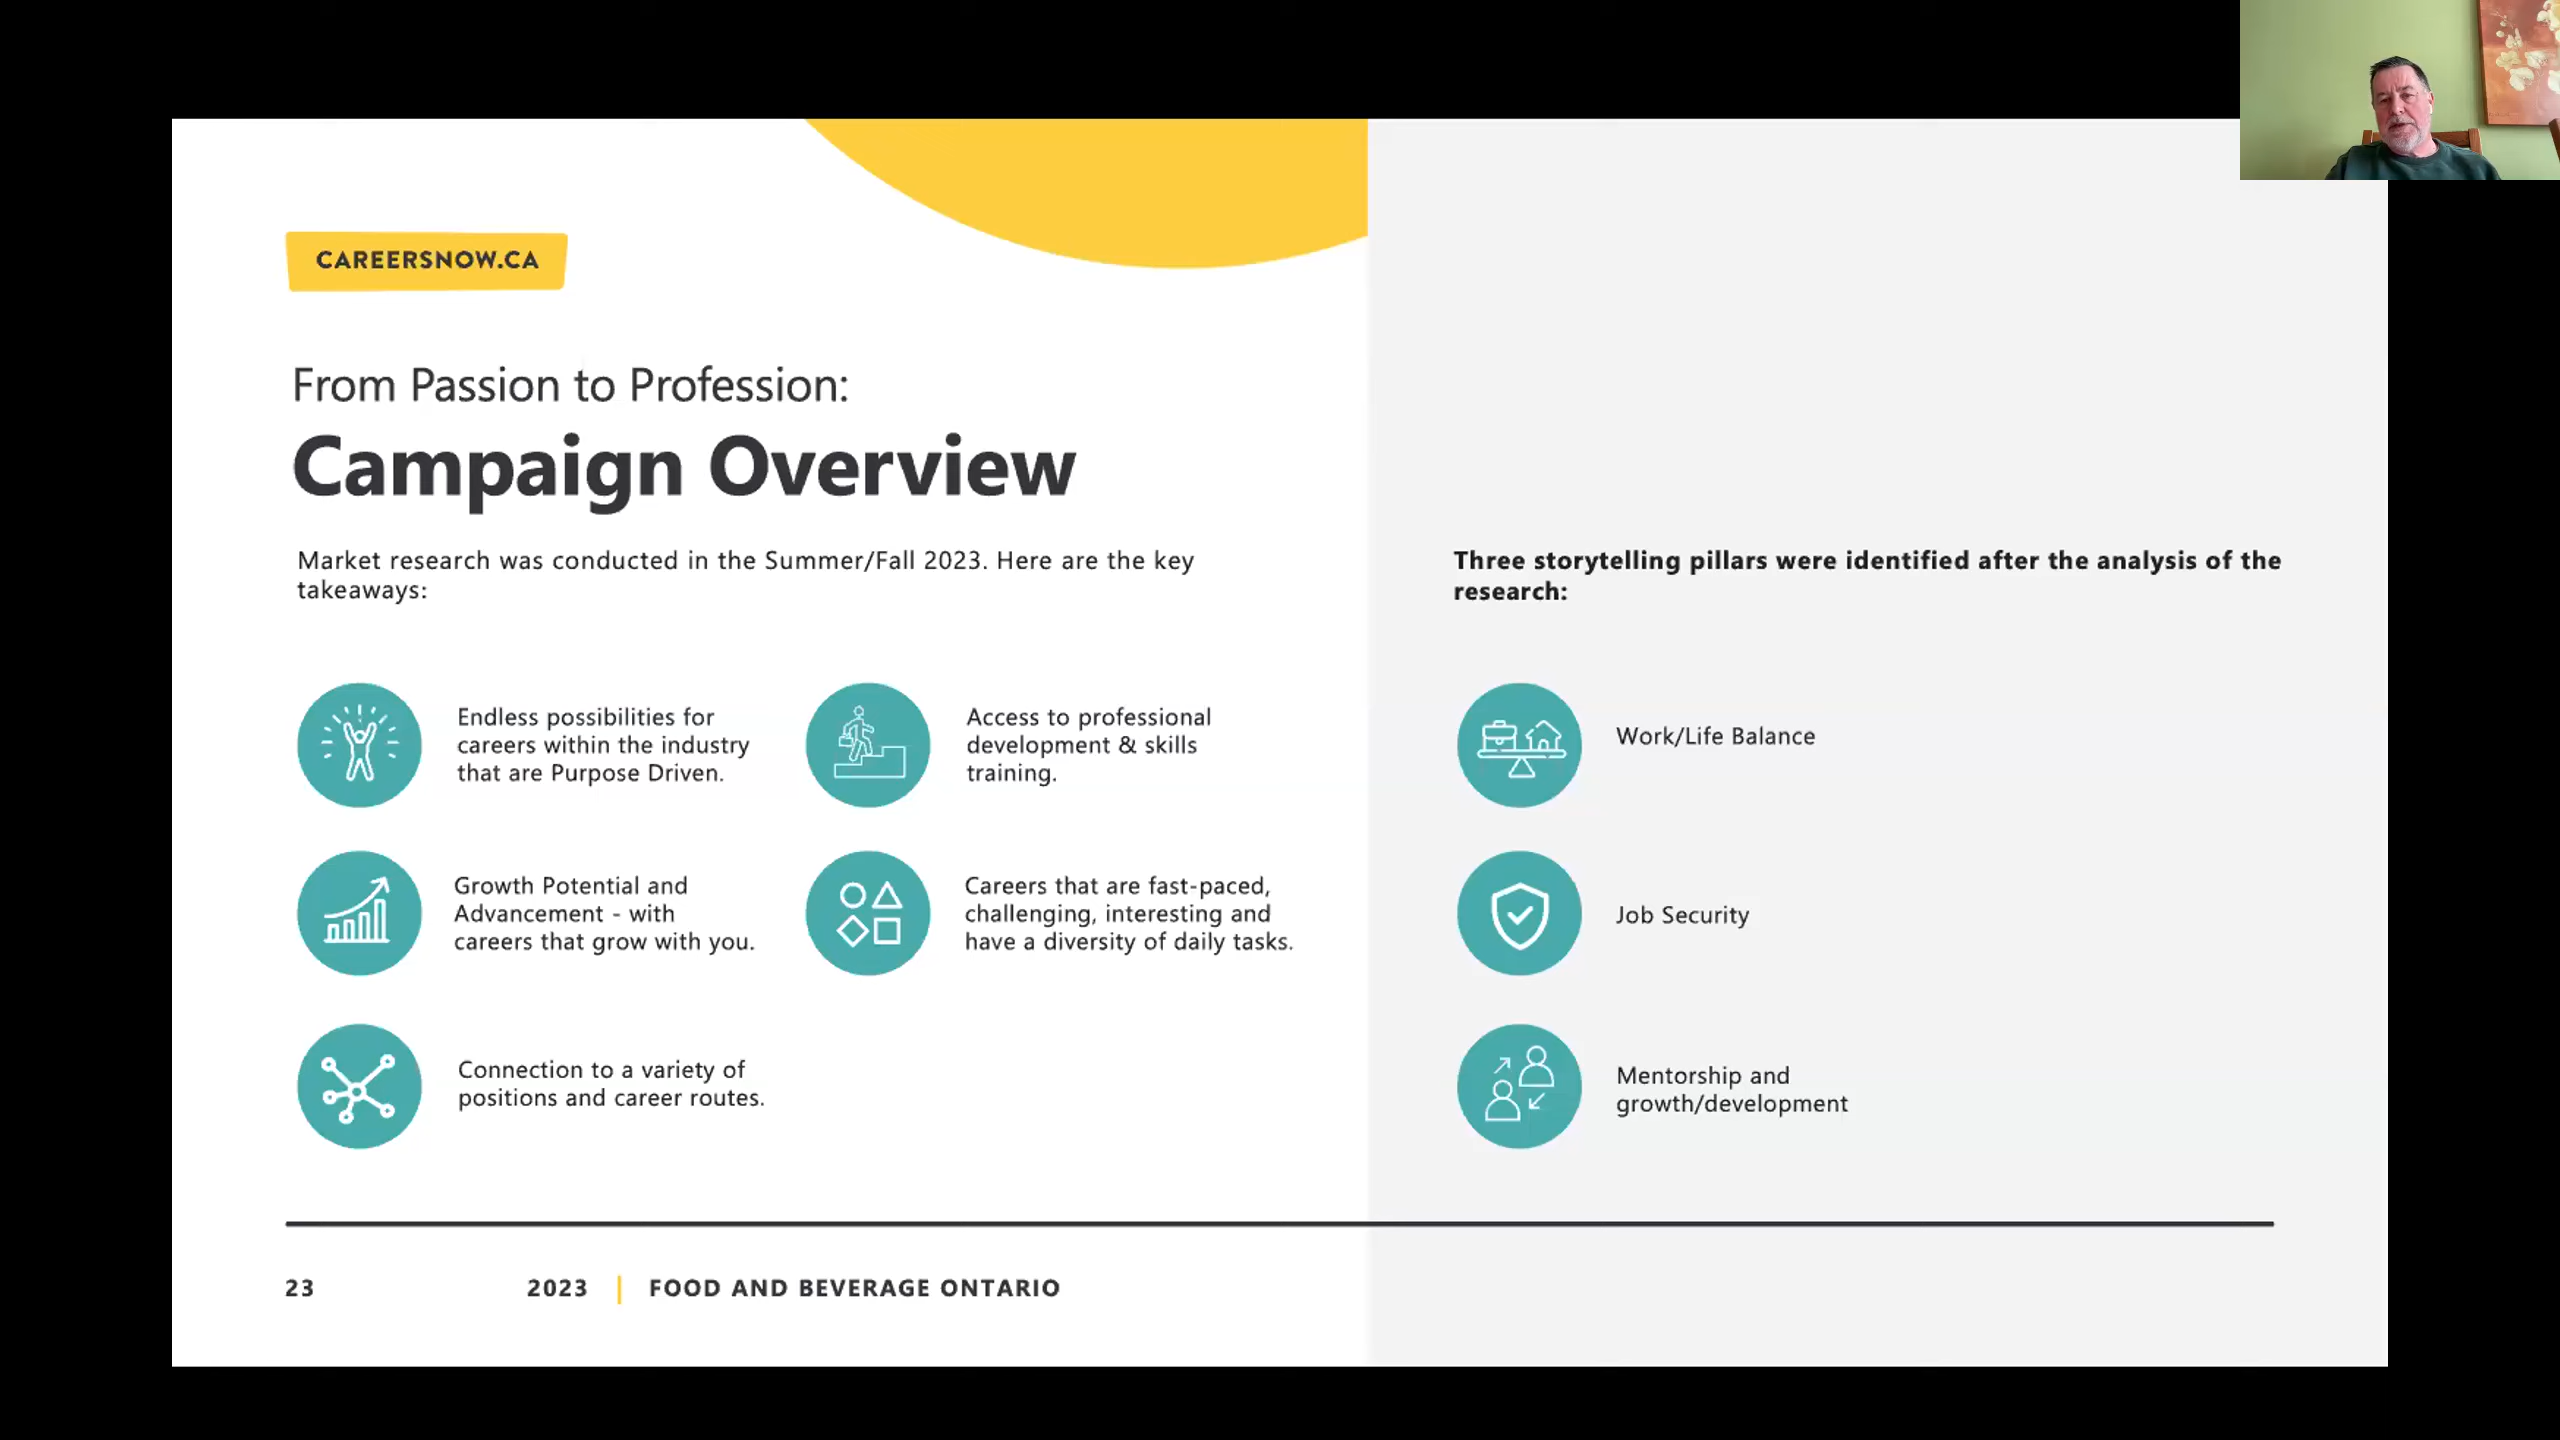 CAREERSNOW.CA
From Passion to Profession:
Campaign Overview
Market research was conducted in the Summer/Fall 2023. Here are the key
takeaways:
Endless possibilities for
careers within the industry
that are Purpose Driven.
Access to professional
development & skills
training.
Growth Potential and
Advancement - with
careers that grow with you.
Careers that are fast-paced,
challenging, interesting and
have a diversity of daily tasks.
Connection to a variety of
positions and career routes.
Three storytelling pillars were identified after the analysis of the
research:
Work/Life Balance
Job Security
Mentorship and
growth/development
23 2023 | FOOD AND BEVERAGE ONTARIO